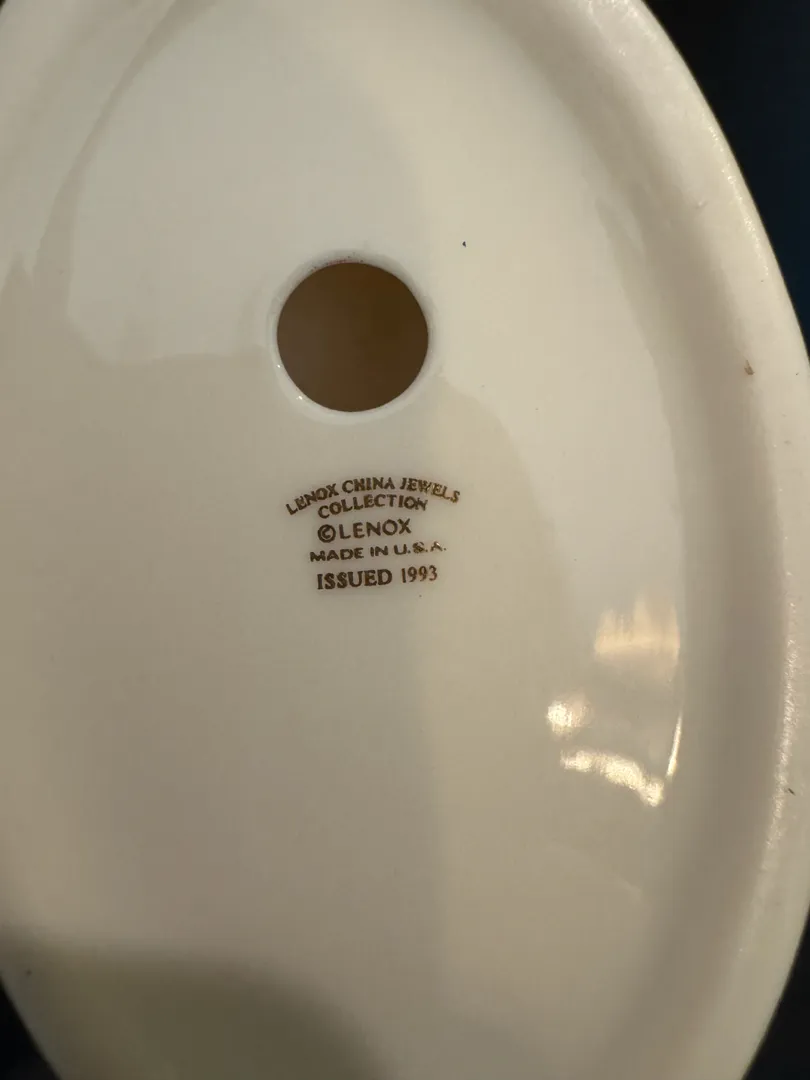 LENOX CHINA JEWELS
COLLECTION
©LENOX
MADE IN U.S.A.
ISSUED 1993